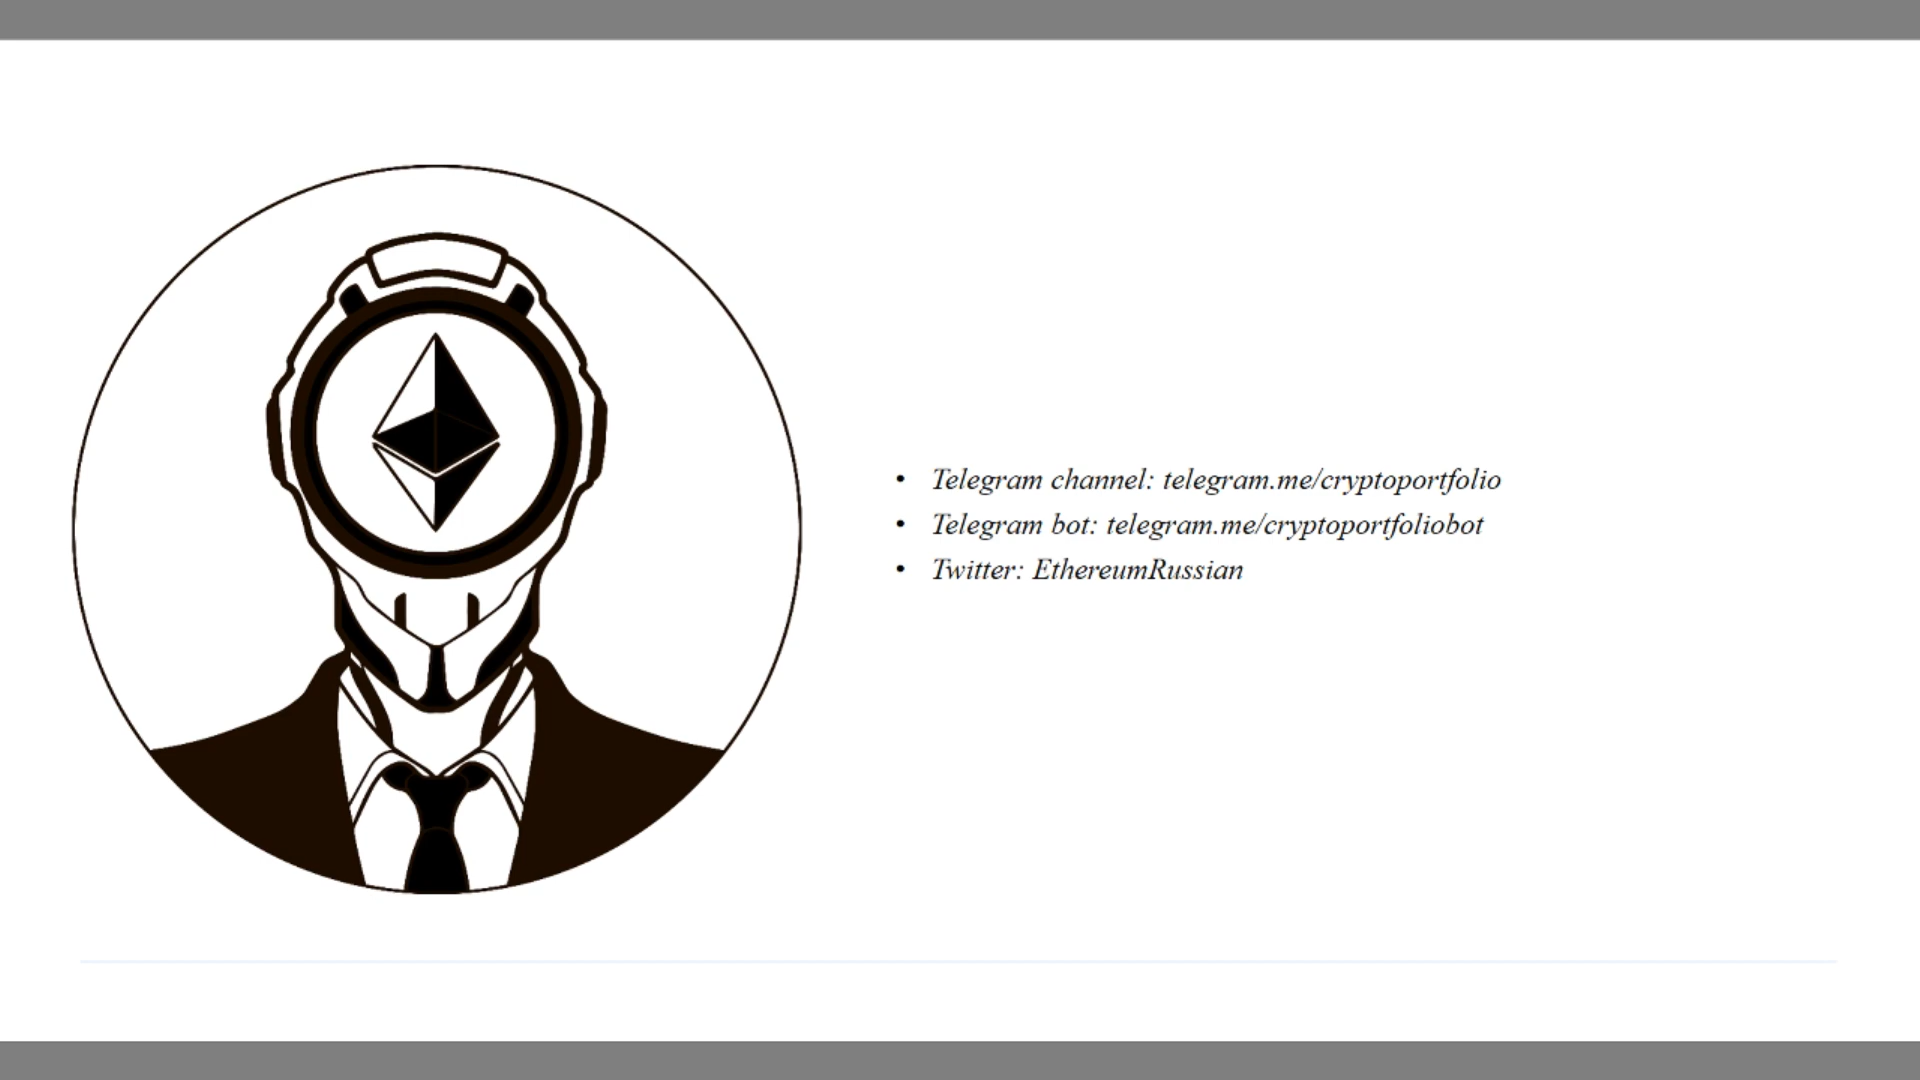 • Telegram channel: telegram.me/cryptoportfolio
• Telegram bot: telegram.me/cryptoportfoliobot
• Twitter: EthereumRussian